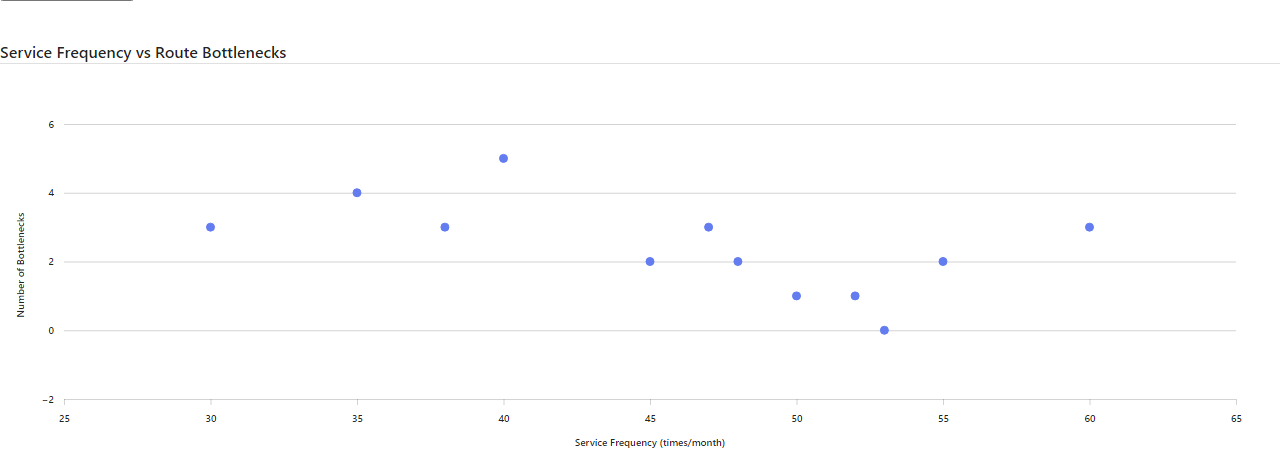 Service Frequency vs Route Bottlenecks
6
4
2
0
−2
Number of Bottlenecks
25 30 35 40 45 50 55 60 65
Service Frequency (times/month)